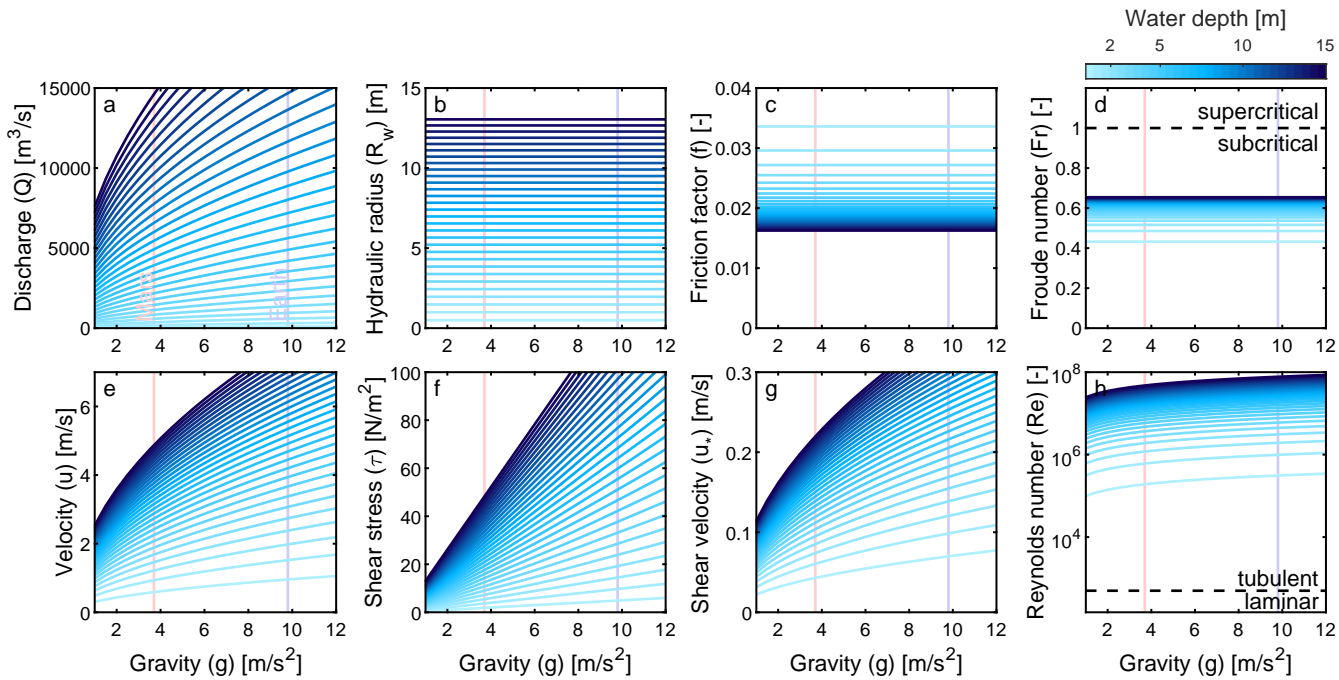 Water depth [m]
2 5 10 15
a
15000
10000
5000
0
Discharge (Q) [m³/s]
Mars
Earth
2 4 6 8 10 12
b
15
10
5
0
Hydraulic radius (R_w) [m]
2 4 6 8 10 12
c
0.04
0.03
0.02
0.01
0
Friction factor (f) [-]
2 4 6 8 10 12
d
supercritical
subcritical
1
0.8
0.6
0.4
0.2
0
Froude number (Fr) [-]
2 4 6 8 10 12
e
6
4
2
0
Velocity (u) [m/s]
2 4 6 8 10 12
Gravity (g) [m/s²]
f
100
80
60
40
20
0
Shear stress (τ) [N/m²]
2 4 6 8 10 12
Gravity (g) [m/s²]
g
0.3
0.2
0.1
0
Shear velocity (u_*) [m/s]
2 4 6 8 10 12
Gravity (g) [m/s²]
h
10⁸
10⁶
10⁴
Reynolds number (Re) [-]
tubulent
laminar
2 4 6 8 10 12
Gravity (g) [m/s²]